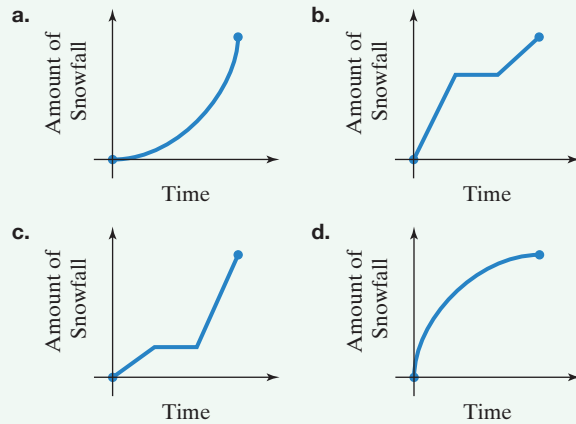 a.
Amount of
Snowfall
Time
b.
Amount of
Snowfall
Time
c.
Amount of
Snowfall
Time
d.
Amount of
Snowfall
Time